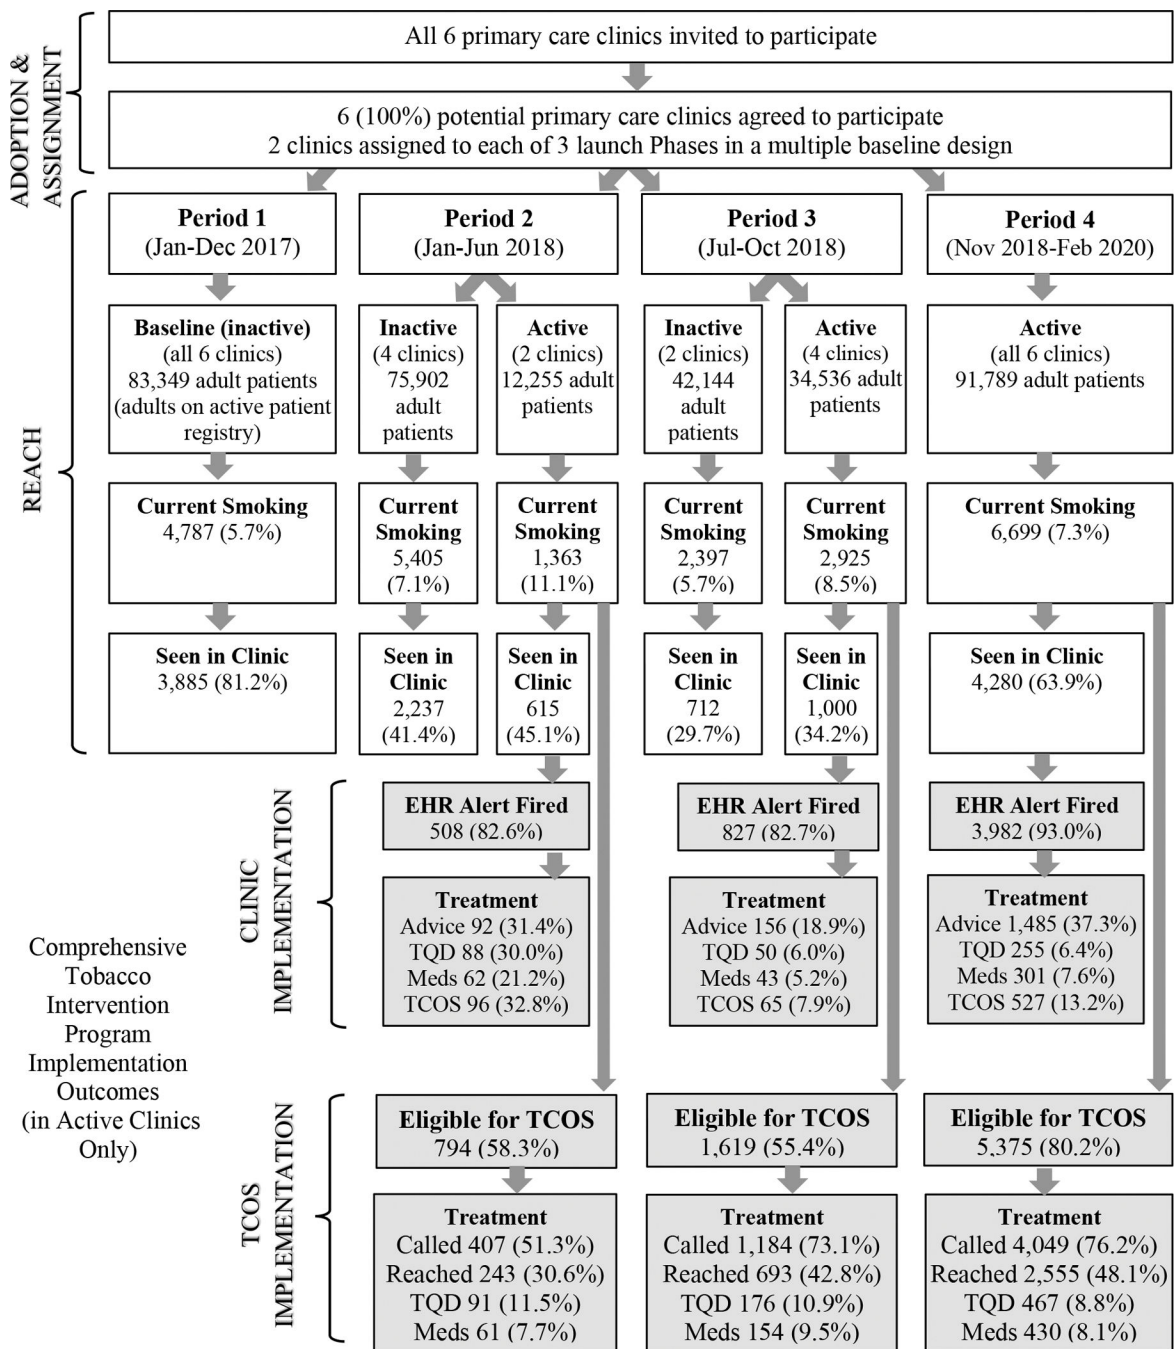 ADOPTION &
ASSIGNMENT
All 6 primary care clinics invited to participate
6 (100%) potential primary care clinics agreed to participate
2 clinics assigned to each of 3 launch Phases in a multiple baseline design
REACH
Period 1
(Jan-Dec 2017)
Period 2
(Jan-Jun 2018)
Period 3
(Jul-Oct 2018)
Period 4
(Nov 2018-Feb 2020)
Baseline (inactive)
(all 6 clinics)
83,349 adult patients
(adults on active patient
registry)
Inactive
(4 clinics)
75,902
adult
patients
Active
(2 clinics)
12,255 adult
patients
Inactive
(2 clinics)
42,144
adult
patients
Active
(4 clinics)
34,536 adult
patients
Active
(all 6 clinics)
91,789 adult patients
Current Smoking
4,787 (5.7%)
Current
Smoking
5,405
(7.1%)
Current
Smoking
1,363
(11.1%)
Current
Smoking
2,397
(5.7%)
Current
Smoking
2,925
(8.5%)
Current Smoking
6,699 (7.3%)
Seen in Clinic
3,885 (81.2%)
Seen in
Clinic
2,237
(41.4%)
Seen in
Clinic
615
(45.1%)
Seen in
Clinic
712
(29.7%)
Seen in
Clinic
1,000
(34.2%)
Seen in Clinic
4,280 (63.9%)
Comprehensive
Tobacco
Intervention
Program
Implementation
Outcomes
(in Active Clinics
Only)
CLINIC
IMPLEMENTATION
EHR Alert Fired
508 (82.6%)
EHR Alert Fired
827 (82.7%)
EHR Alert Fired
3,982 (93.0%)
Treatment
Advice 92 (31.4%)
TQD 88 (30.0%)
Meds 62 (21.2%)
TCOS 96 (32.8%)
Treatment
Advice 156 (18.9%)
TQD 50 (6.0%)
Meds 43 (5.2%)
TCOS 65 (7.9%)
Treatment
Advice 1,485 (37.3%)
TQD 255 (6.4%)
Meds 301 (7.6%)
TCOS 527 (13.2%)
TCOS
IMPLEMENTATION
Eligible for TCOS
794 (58.3%)
Eligible for TCOS
1,619 (55.4%)
Eligible for TCOS
5,375 (80.2%)
Treatment
Called 407 (51.3%)
Reached 243 (30.6%)
TQD 91 (11.5%)
Meds 61 (7.7%)
Treatment
Called 1,184 (73.1%)
Reached 693 (42.8%)
TQD 176 (10.9%)
Meds 154 (9.5%)
Treatment
Called 4,049 (76.2%)
Reached 2,555 (48.1%)
TQD 467 (8.8%)
Meds 430 (8.1%)